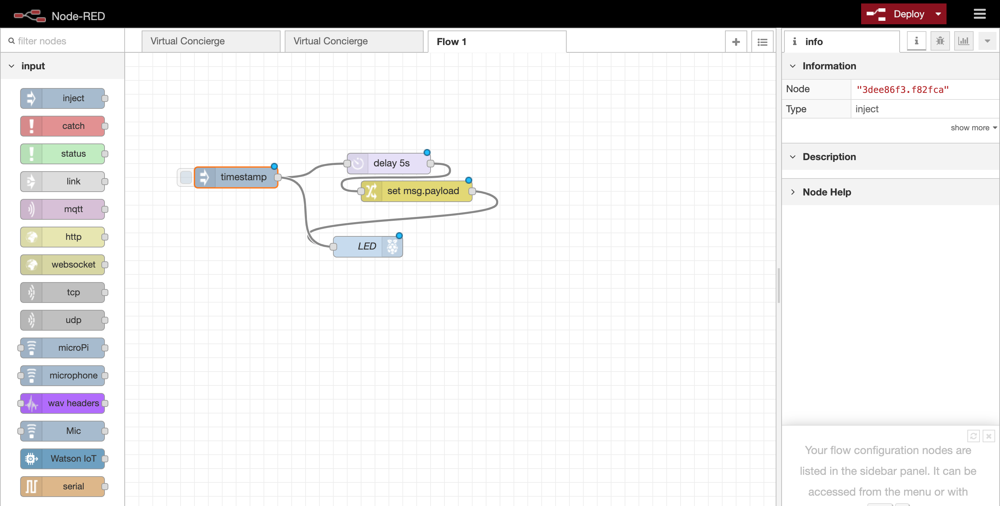 Node-RED
Deploy
filter nodes
Virtual Concierge
Virtual Concierge
Flow 1
info
input
inject
catch
status
link
mqtt
http
websocket
tcp
udp
microPi
microphone
wav headers
Mic
Watson IoT
serial
timestamp
delay 5s
set msg.payload
LED
Information
Node "3dee86f3.f82fca"
Type inject
show more
Description
Node Help
Your flow configuration nodes are
listed in the sidebar panel. It can be
accessed from the menu or with